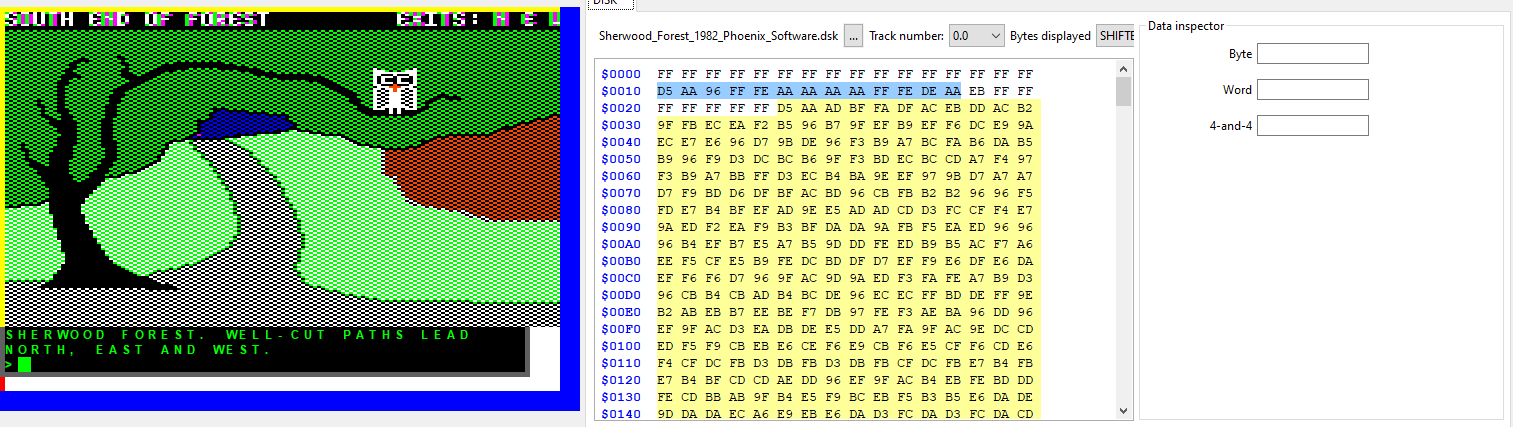 SOUTH END OF FOREST EXITS: N E
SHERWOOD FOREST. WELL-CUT PATHS LEAD
NORTH, EAST AND WEST.
>
DISK
Sherwood_Forest_1982_Phoenix_Software.dsk ... Track number: 0.0 Bytes displayed SHIFTE
$0000 FF FF FF FF FF FF FF FF FF FF FF FF FF FF FF FF
$0010 D5 AA 96 FF FE AA AA AA AA FF FE DE AA EB FF FF
$0020 FF FF FF FF FF D5 AA AD BF FA DF AC EB DD AC B2
$0030 9F FB EC EA F2 B5 96 B7 9F EF B9 EF F6 DC E9 9A
$0040 EC E7 E6 96 D7 9B DE 96 F3 B9 A7 BC FA B6 DA B5
$0050 B9 96 F9 D3 DC BC B6 9F F3 BD EC BC CD A7 F4 97
$0060 F3 B9 A7 BB FF D3 EC B4 BA 9E EF 97 9B D7 A7 A7
$0070 D7 F9 BD D6 DF BF AC BD 96 CB FB B2 B2 96 96 F5
$0080 FD E7 B4 BF EF AD 9E E5 AD AD CD D3 FC CF F4 E7
$0090 9A ED F2 EA F9 B3 BF DA DA 9A FB F5 EA ED 96 96
$00A0 96 B4 EF B7 E5 A7 B5 9D DD FE ED B9 B5 AC F7 A6
$00B0 EE F5 CF E5 B9 FE DC BD DF D7 EF F9 E6 DF E6 DA
$00C0 EF F6 F6 D7 96 9F AC 9D 9A ED F3 FA FE A7 B9 D3
$00D0 96 CB B4 CB AD B4 BC DE 96 EC EC FF BD DE FF 9E
$00E0 B2 AB EB B7 EE BE F7 DB 97 FE F3 AE BA 96 DD 96
$00F0 EF 9F AC D3 EA DB DE E5 DD A7 FA 9F AC 9E DC CD
$0100 ED F5 F9 CB EB E6 CE F6 E9 CB F6 E5 CF F6 CD E6
$0110 F4 CF DC FB D3 DB FB D3 DB FB CF DC FB E7 B4 FB
$0120 E7 B4 BF CD CD AE DD 96 EF 9F AC B4 EB FE BD DD
$0130 FE CD BB AB 9F B4 E5 F9 BC EB F5 B3 B5 E6 DA DE
$0140 9D DA DA EC A6 E9 EB E6 DA D3 FC DA D3 FC DA CD
Data inspector
Byte
Word
4-and-4